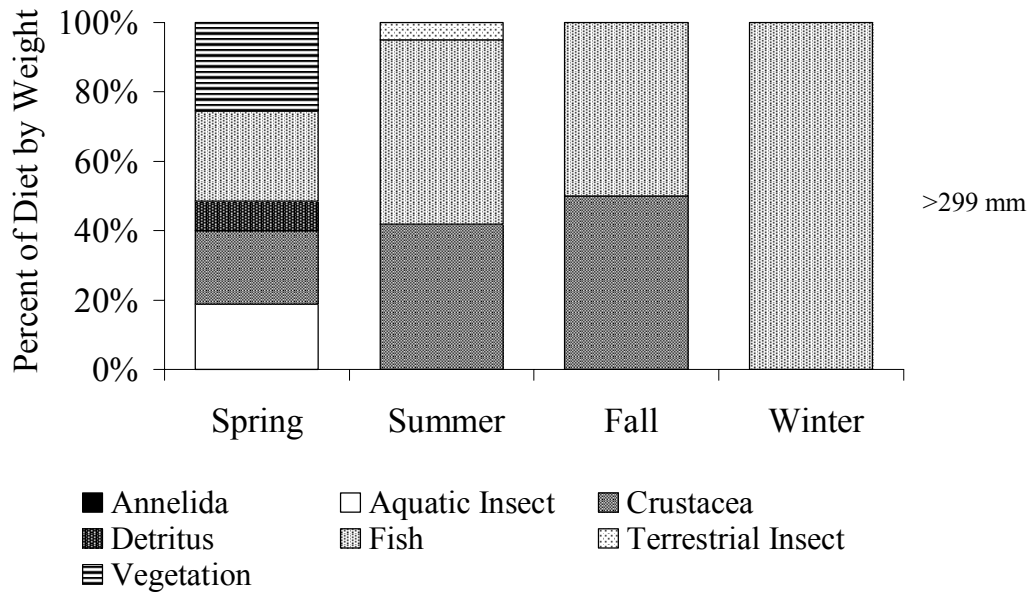 Percent of Diet by Weight
100%
80%
60%
40%
20%
0%
Spring Summer Fall Winter
>299 mm
Annelida Aquatic Insect Crustacea
Detritus Fish Terrestrial Insect
Vegetation